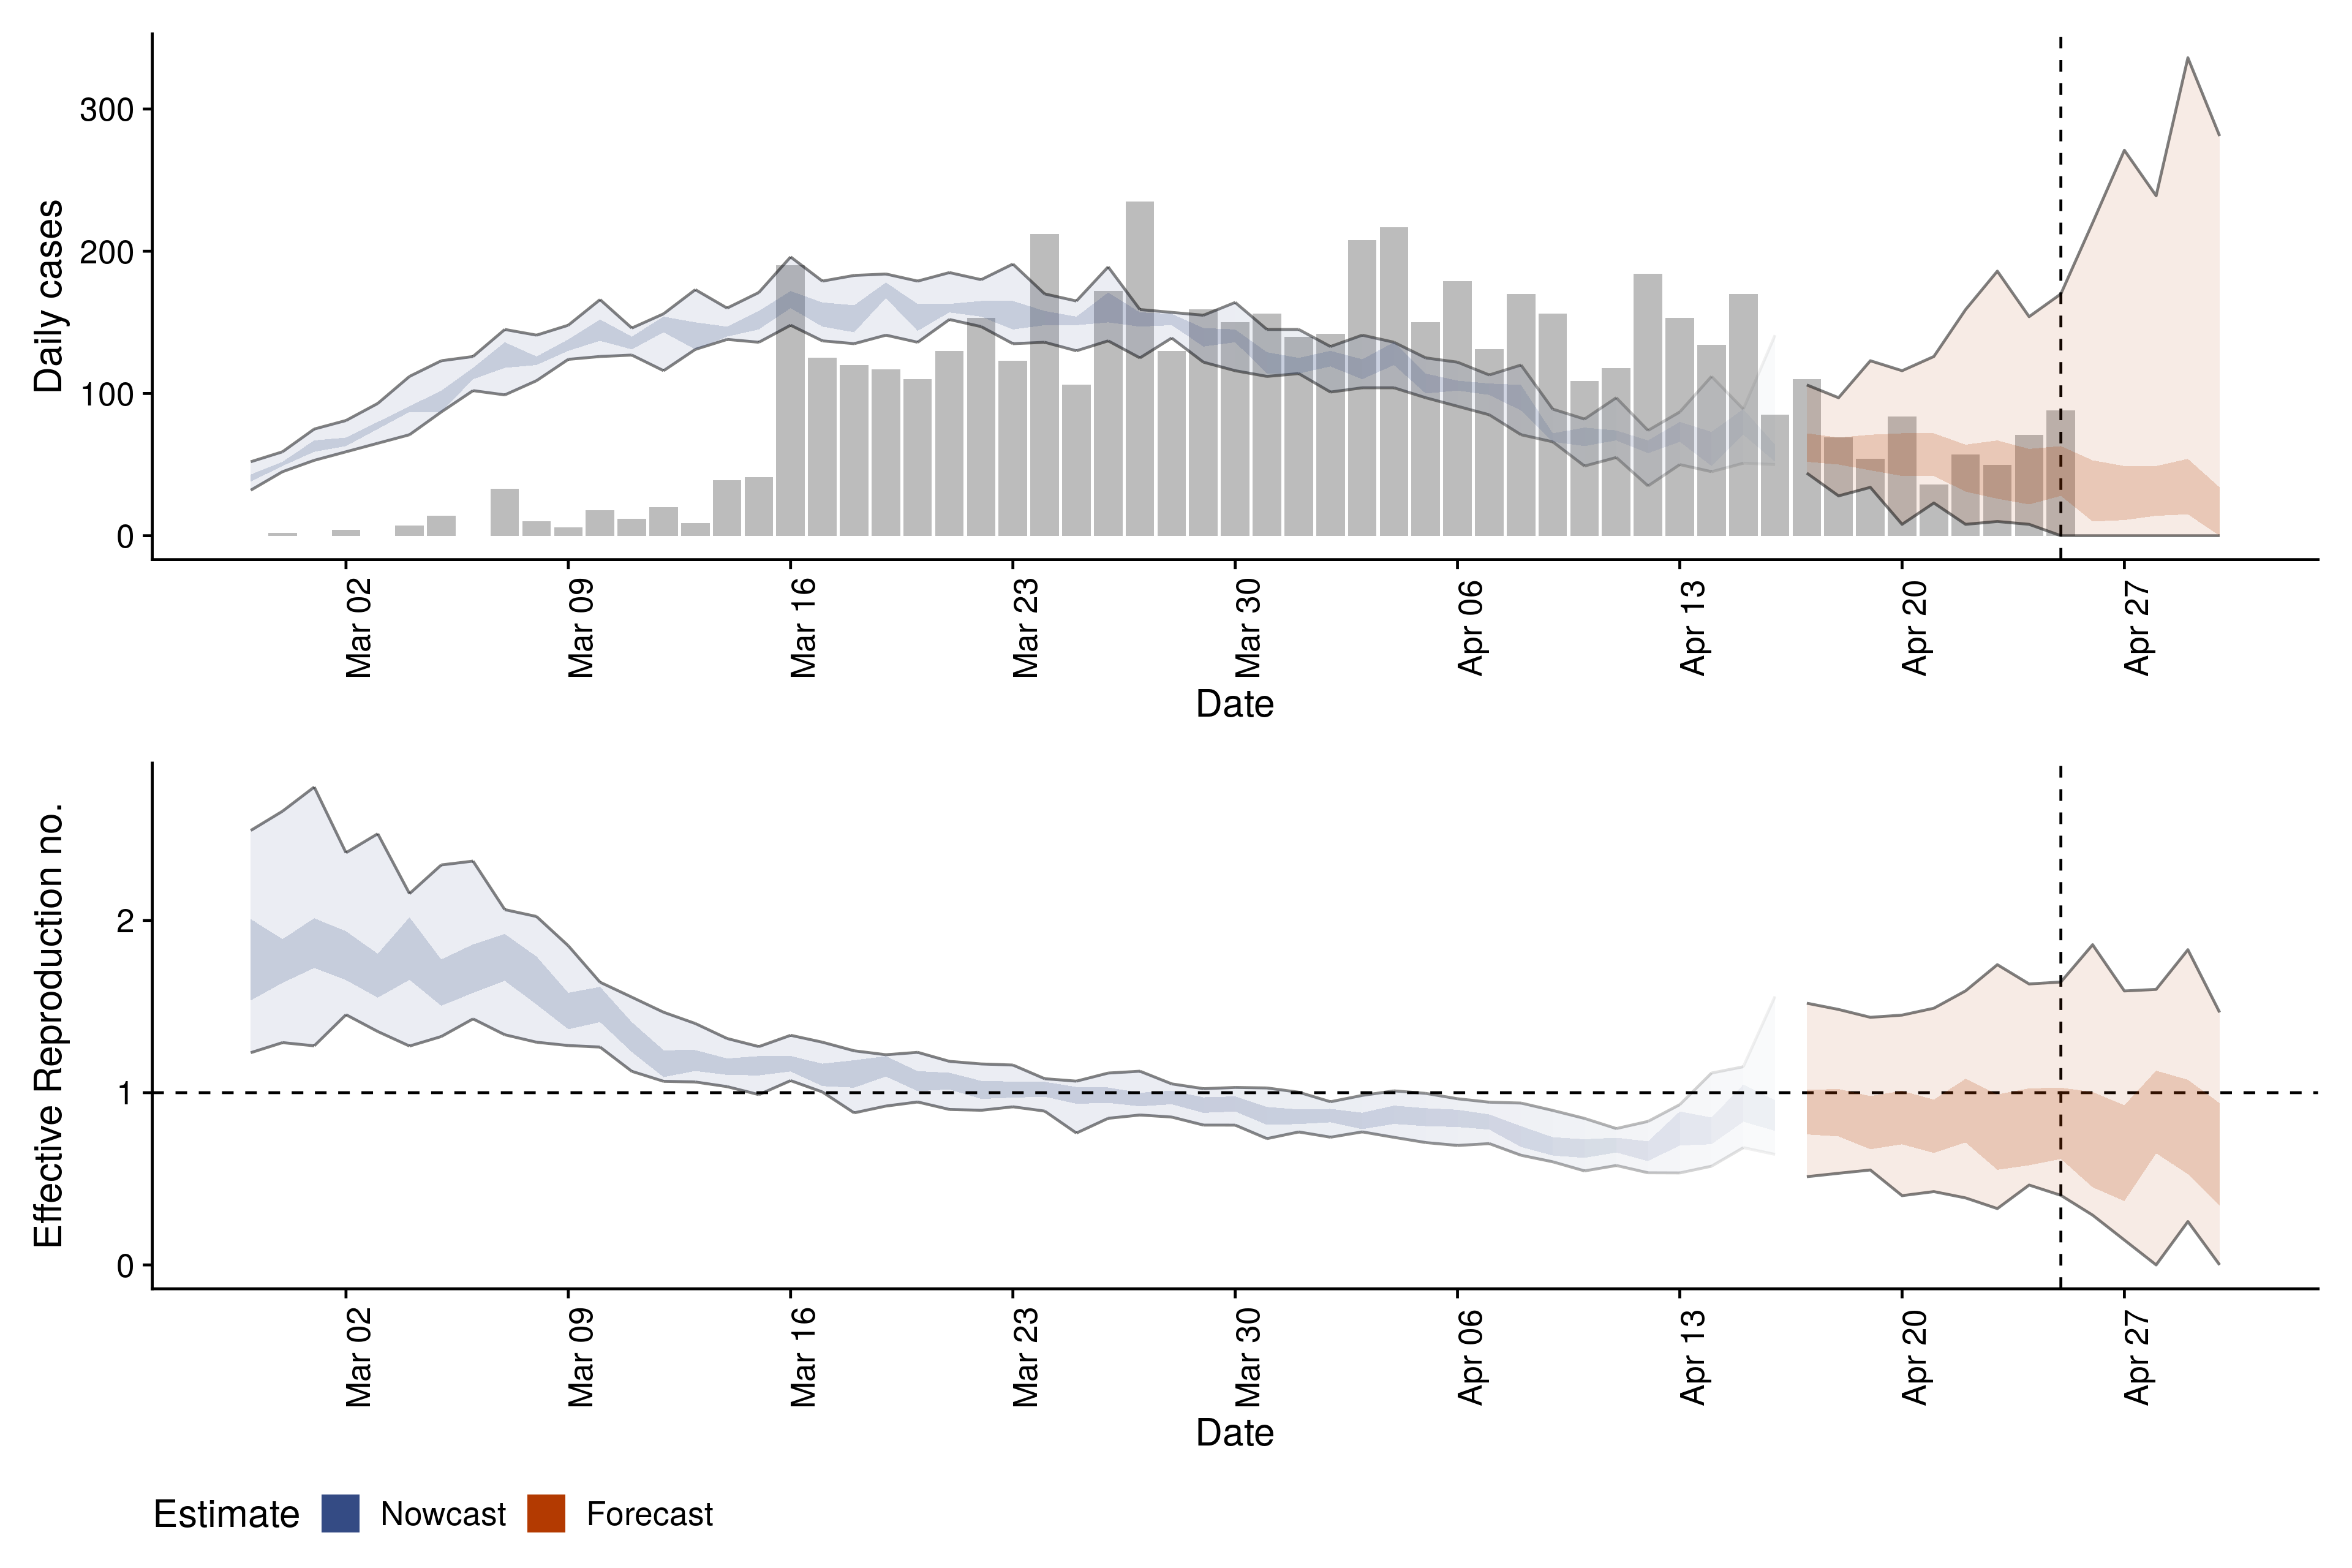 Daily cases
300
200
100
0
Mar 02
Mar 09
Mar 16
Mar 23
Mar 30
Apr 06
Apr 13
Apr 20
Apr 27
Date
Effective Reproduction no.
2
1
0
Mar 02
Mar 09
Mar 16
Mar 23
Mar 30
Apr 06
Apr 13
Apr 20
Apr 27
Date
Estimate Nowcast Forecast